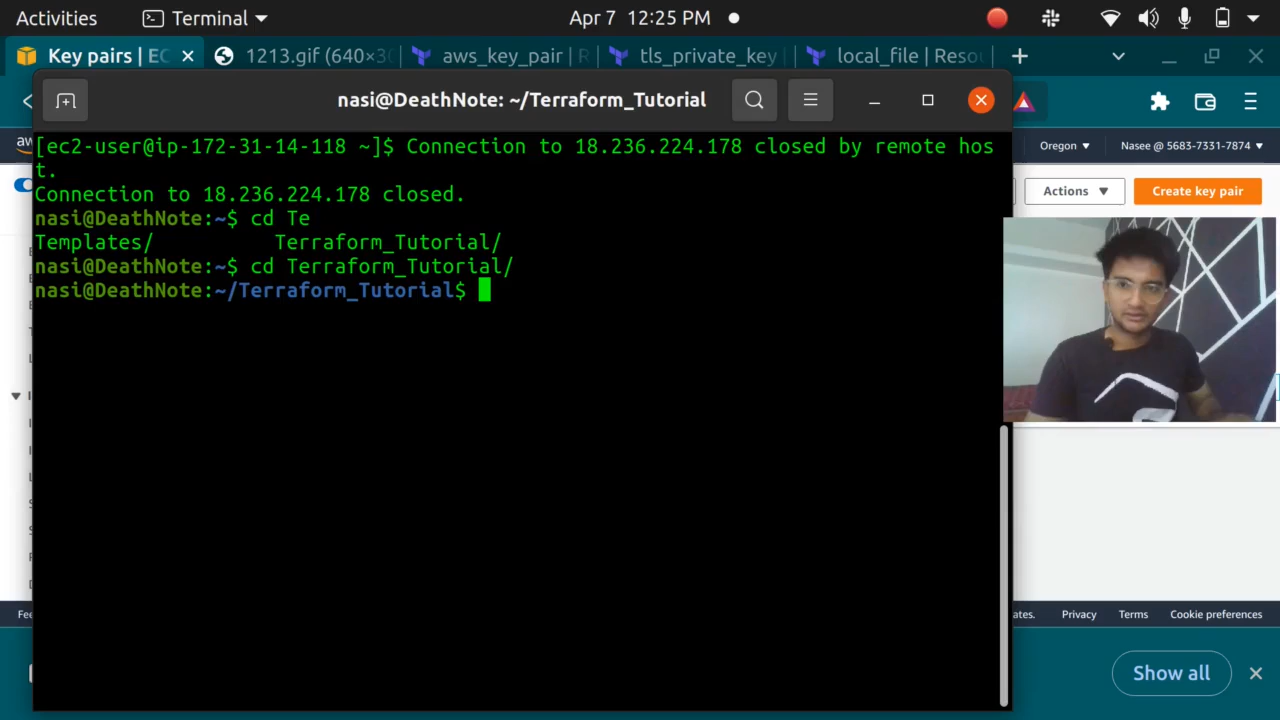 Activities
Terminal
Apr 7 12:25 PM
Key pairs | EC
1213.gif (640×3
aws_key_pair | R
tls_private_key
local_file | Resou
nasi@DeathNote: ~/Terraform_Tutorial
Oregon
Nasee @ 5683-7331-7874
Actions
Create key pair
[ec2-user@ip-172-31-14-118 ~]$ Connection to 18.236.224.178 closed by remote hos
t.
Connection to 18.236.224.178 closed.
nasi@DeathNote:~$ cd Te
Templates/ Terraform_Tutorial/
nasi@DeathNote:~$ cd Terraform_Tutorial/
nasi@DeathNote:~/Terraform_Tutorial$
Privacy
Terms
Cookie preferences
Show all